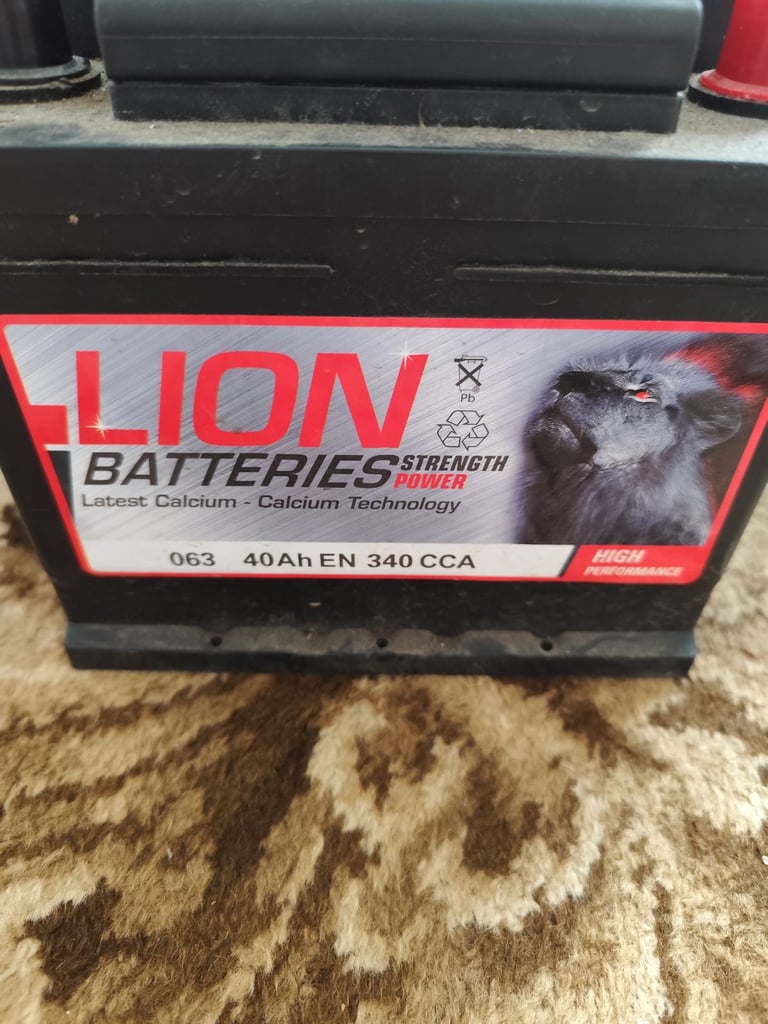 LION
Pb
BATTERIES STRENGTH POWER
Latest Calcium - Calcium Technology
063 40Ah EN 340 CCA
HIGH
PERFORMANCE